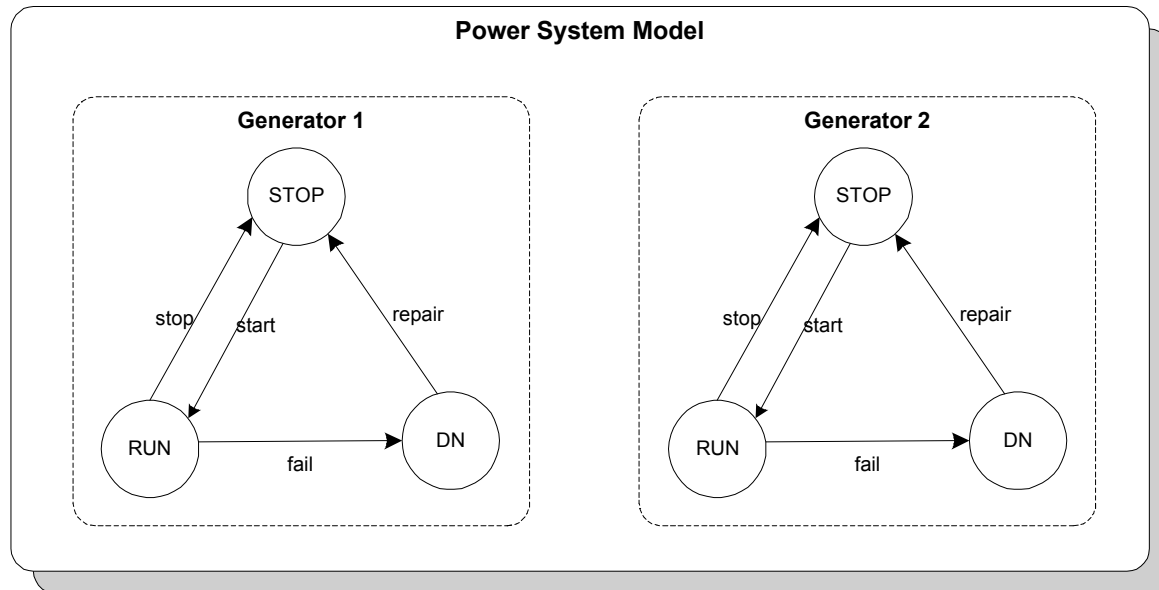 Power System Model
Generator 1
STOP
stop
start
repair
RUN
fail
DN
Generator 2
STOP
stop
start
repair
RUN
fail
DN